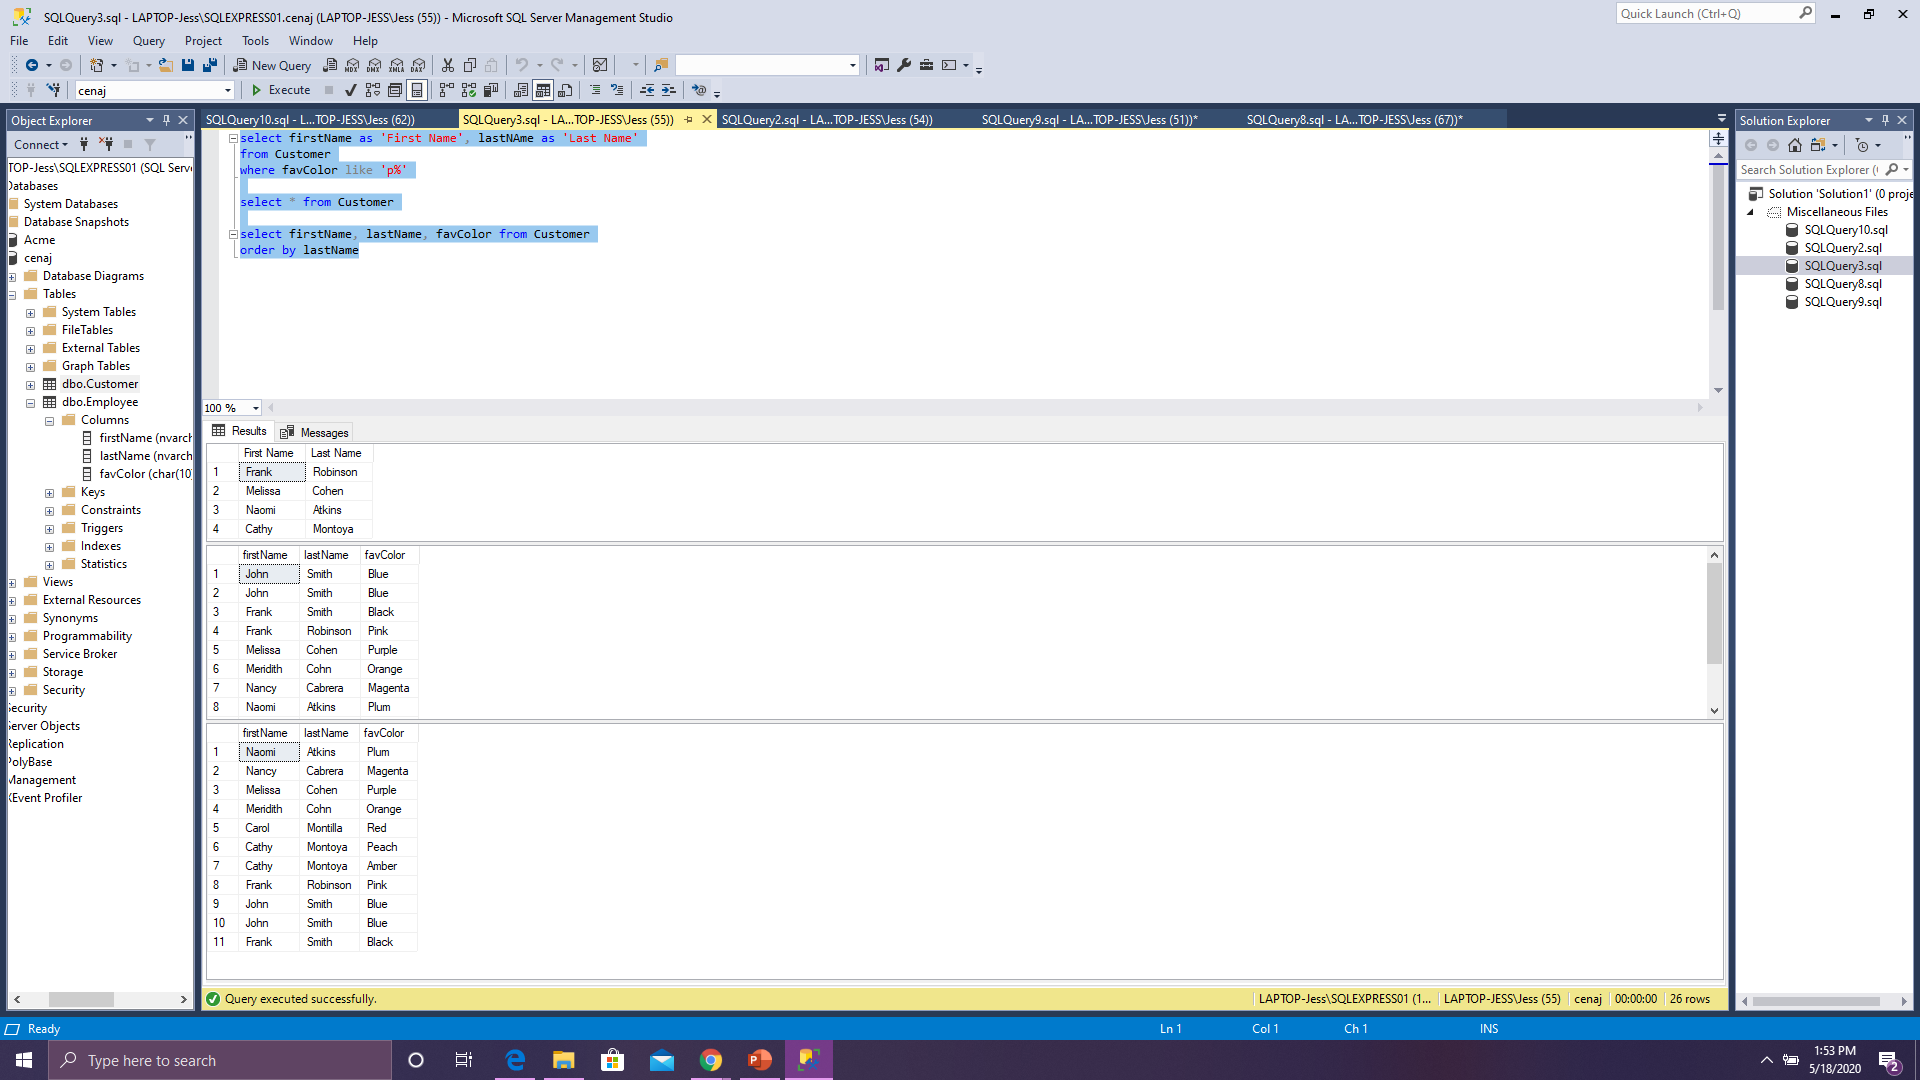 SQLQuery3.sql - LAPTOP-Jess\SQLEXPRESS01.cenaj (LAPTOP-JESS\Jess (55)) - Microsoft SQL Server Management Studio
Quick Launch (Ctrl+Q)
File Edit View Query Project Tools Window Help
New Query
MDX DMX XMLA DAX
cenaj
Execute
Object Explorer
Connect
TOP-Jess\SQLEXPRESS01 (SQL Serv
Databases
System Databases
Database Snapshots
Acme
cenaj
Database Diagrams
Tables
System Tables
FileTables
External Tables
Graph Tables
dbo.Customer
dbo.Employee
Columns
firstName (nvarch
lastName (nvarch
favColor (char(10)
Keys
Constraints
Triggers
Indexes
Statistics
Views
External Resources
Synonyms
Programmability
Service Broker
Storage
Security
Security
Server Objects
Replication
PolyBase
Management
XEvent Profiler
SQLQuery10.sql - L...TOP-JESS\Jess (62))
SQLQuery3.sql - LA...TOP-JESS\Jess (55))
SQLQuery2.sql - LA...TOP-JESS\Jess (54))
SQLQuery9.sql - LA...TOP-JESS\Jess (51))*
SQLQuery8.sql - LA...TOP-JESS\Jess (67))*
select firstNAme as 'First Name', lastNAme as 'Last Name'
from Customer
where favColor like 'p%'
select * from Customer
select firstName, lastName, favColor from Customer
order by lastName
100 %
Results Messages
First Name Last Name
1 Frank Robinson
2 Melissa Cohen
3 Naomi Atkins
4 Cathy Montoya
firstName lastName favColor
1 John Smith Blue
2 John Smith Blue
3 Frank Smith Black
4 Frank Robinson Pink
5 Melissa Cohen Purple
6 Meridith Cohn Orange
7 Nancy Cabrera Magenta
8 Naomi Atkins Plum
firstName lastName favColor
1 Naomi Atkins Plum
2 Nancy Cabrera Magenta
3 Melissa Cohen Purple
4 Meridith Cohn Orange
5 Carol Montilla Red
6 Cathy Montoya Peach
7 Cathy Montoya Amber
8 Frank Robinson Pink
9 John Smith Blue
10 John Smith Blue
11 Frank Smith Black
Query executed successfully.
LAPTOP-Jess\SQLEXPRESS01 (1... LAPTOP-JESS\Jess (55) cenaj 00:00:00 26 rows
Solution Explorer
Search Solution Explorer (
Solution 'Solution1' (0 proje
Miscellaneous Files
SQLQuery10.sql
SQLQuery2.sql
SQLQuery3.sql
SQLQuery8.sql
SQLQuery9.sql
Ready
Ln 1 Col 1 Ch 1 INS
Type here to search
1:53 PM
5/18/2020
2